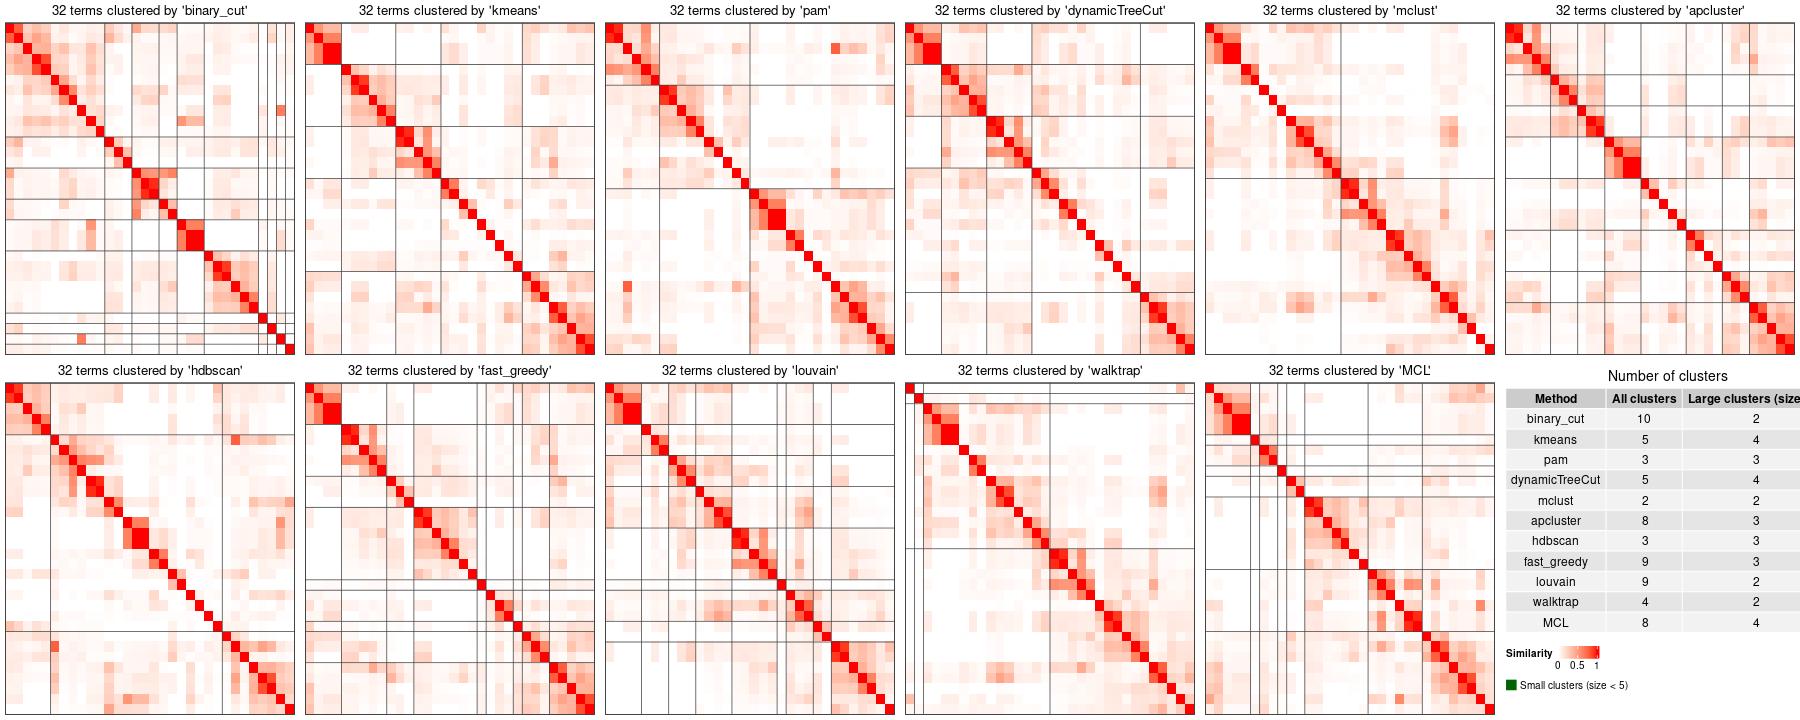 32 terms clustered by 'binary_cut'
32 terms clustered by 'kmeans'
32 terms clustered by 'pam'
32 terms clustered by 'dynamicTreeCut'
32 terms clustered by 'mclust'
32 terms clustered by 'apcluster'
32 terms clustered by 'hdbscan'
32 terms clustered by 'fast_greedy'
32 terms clustered by 'louvain'
32 terms clustered by 'walktrap'
32 terms clustered by 'MCL'
Number of clusters
Method All clusters Large clusters (size
binary_cut 10 2
kmeans 5 4
pam 3 3
dynamicTreeCut 5 4
mclust 2 2
apcluster 8 3
hdbscan 3 3
fast_greedy 9 3
louvain 9 2
walktrap 4 2
MCL 8 4
Similarity
0 0.5 1
Small clusters (size < 5)